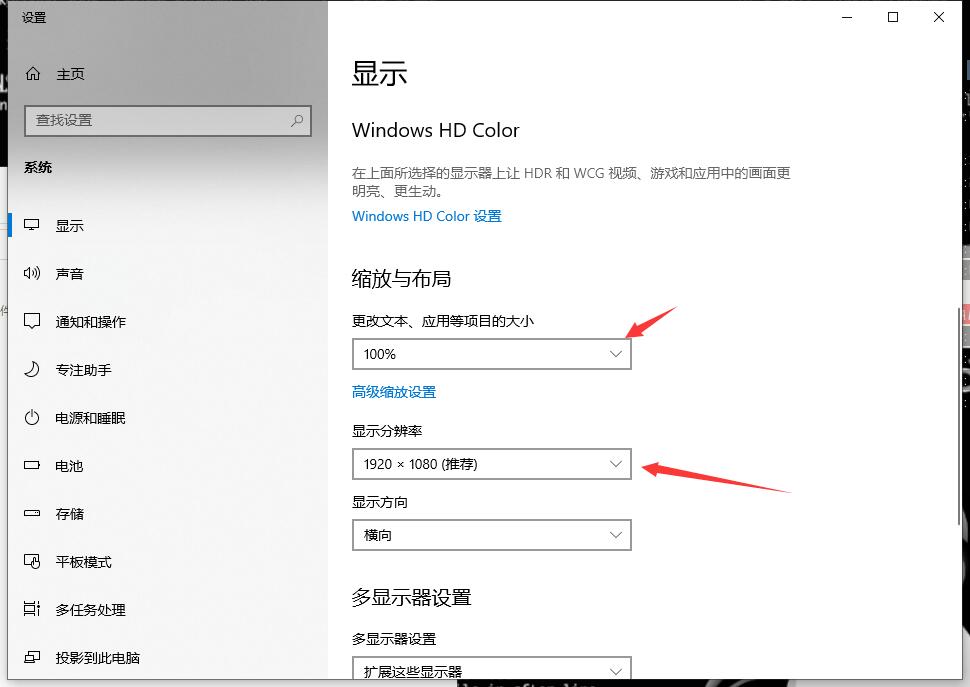 设置
主页
查找设置
系统
显示
声音
通知和操作
专注助手
电源和睡眠
电池
存储
平板模式
多任务处理
投影到此电脑
显示
Windows HD Color
在上面所选择的显示器上让 HDR 和 WCG 视频、游戏和应用中的画面更
明亮、更生动。
Windows HD Color 设置
缩放与布局
更改文本、应用等项目的大小
100%
高级缩放设置
显示分辨率
1920 × 1080 (推荐)
显示方向
横向
多显示器设置
多显示器设置
扩展这些显示器